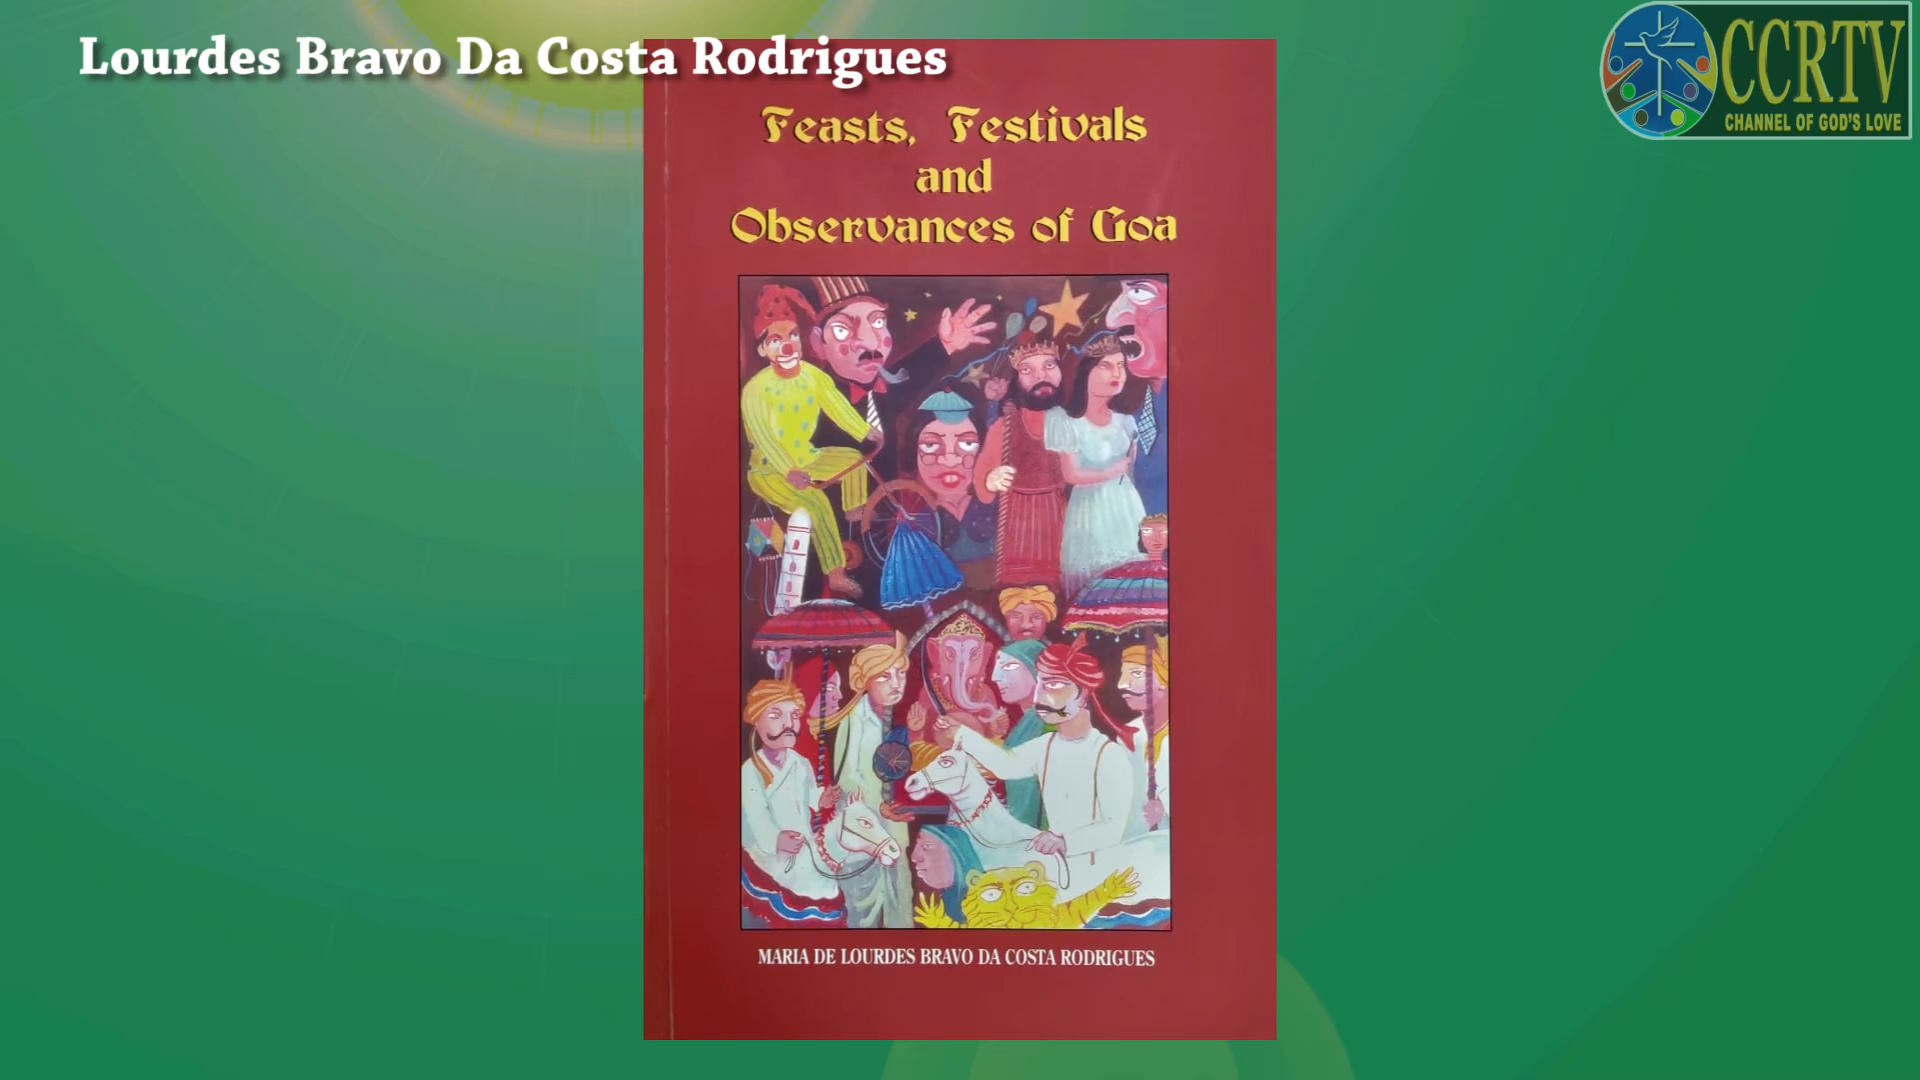 Lourdes Bravo Da Costa Rodrigues
CCRTV
CHANNEL OF GOD'S LOVE
Feasts, Festivals
and
Observances of Goa
MARIA DE LOURDES BRAVO DA COSTA RODRIGUES